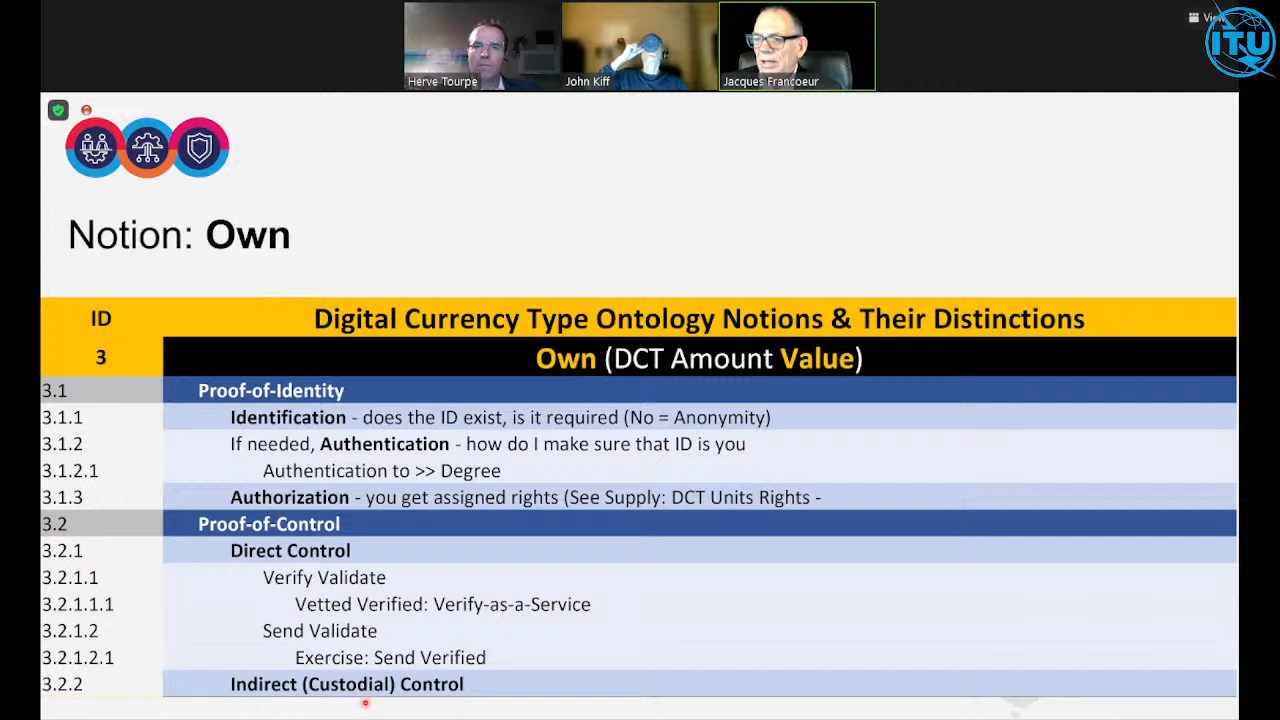 View
ITU
Herve Tourpe
John Kiff
Jacques Francoeur
Notion: Own
ID Digital Currency Type Ontology Notions & Their Distinctions
3 Own (DCT Amount Value)
3.1 Proof-of-Identity
3.1.1 Identification - does the ID exist, is it required (No = Anonymity)
3.1.2 If needed, Authentication - how do I make sure that ID is you
3.1.2.1 Authentication to >> Degree
3.1.3 Authorization - you get assigned rights (See Supply: DCT Units Rights -
3.2 Proof-of-Control
3.2.1 Direct Control
3.2.1.1 Verify Validate
3.2.1.1.1 Vetted Verified: Verify-as-a-Service
3.2.1.2 Send Validate
3.2.1.2.1 Exercise: Send Verified
3.2.2 Indirect (Custodial) Control